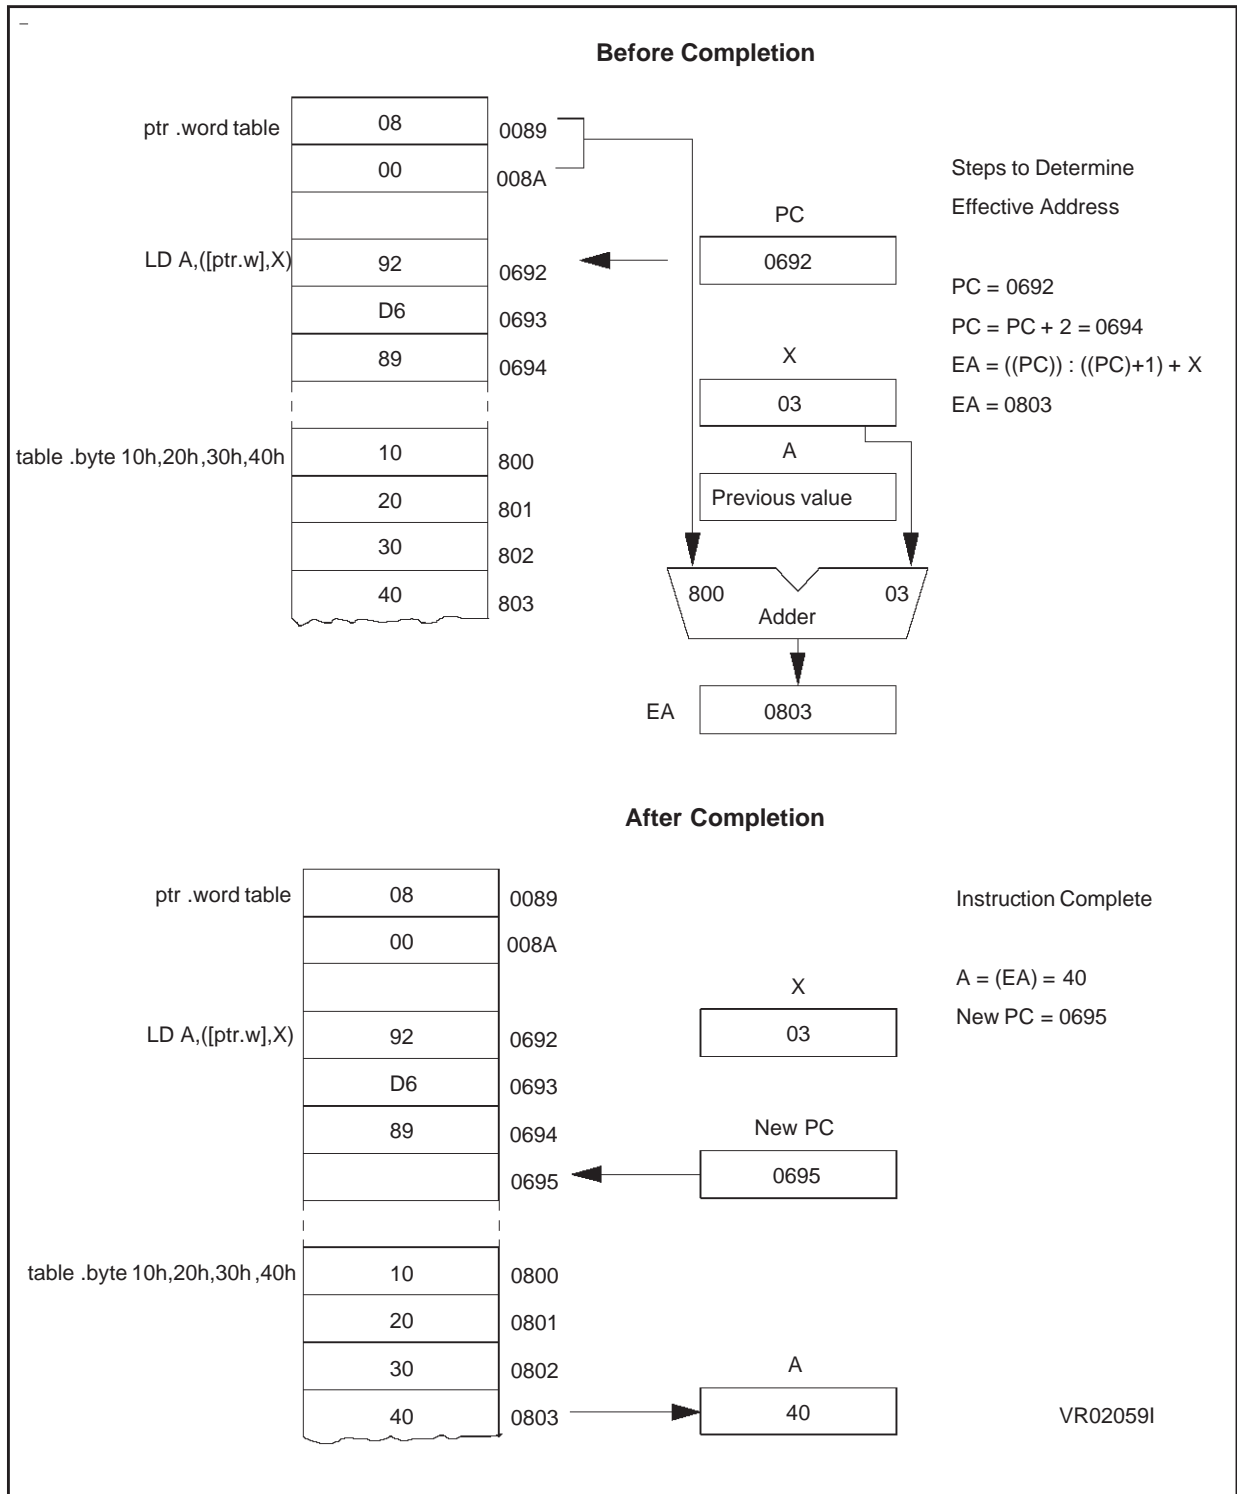 Before Completion
ptr .word table
08
0089
00
008A
LD A,([ptr.w],X)
92
0692
D6
0693
89
0694
table .byte 10h,20h,30h,40h
10
800
20
801
30
802
40
803
PC
0692
X
03
A
Previous value
800
03
Adder
EA
0803
Steps to Determine
Effective Address
PC = 0692
PC = PC + 2 = 0694
EA = ((PC)) : ((PC)+1) + X
EA = 0803
After Completion
ptr .word table
08
0089
00
008A
LD A,([ptr.w],X)
92
0692
D6
0693
89
0694
0695
table .byte 10h,20h,30h,40h
10
0800
20
0801
30
0802
40
0803
X
03
New PC
0695
A
40
Instruction Complete
A = (EA) = 40
New PC = 0695
VR02059I